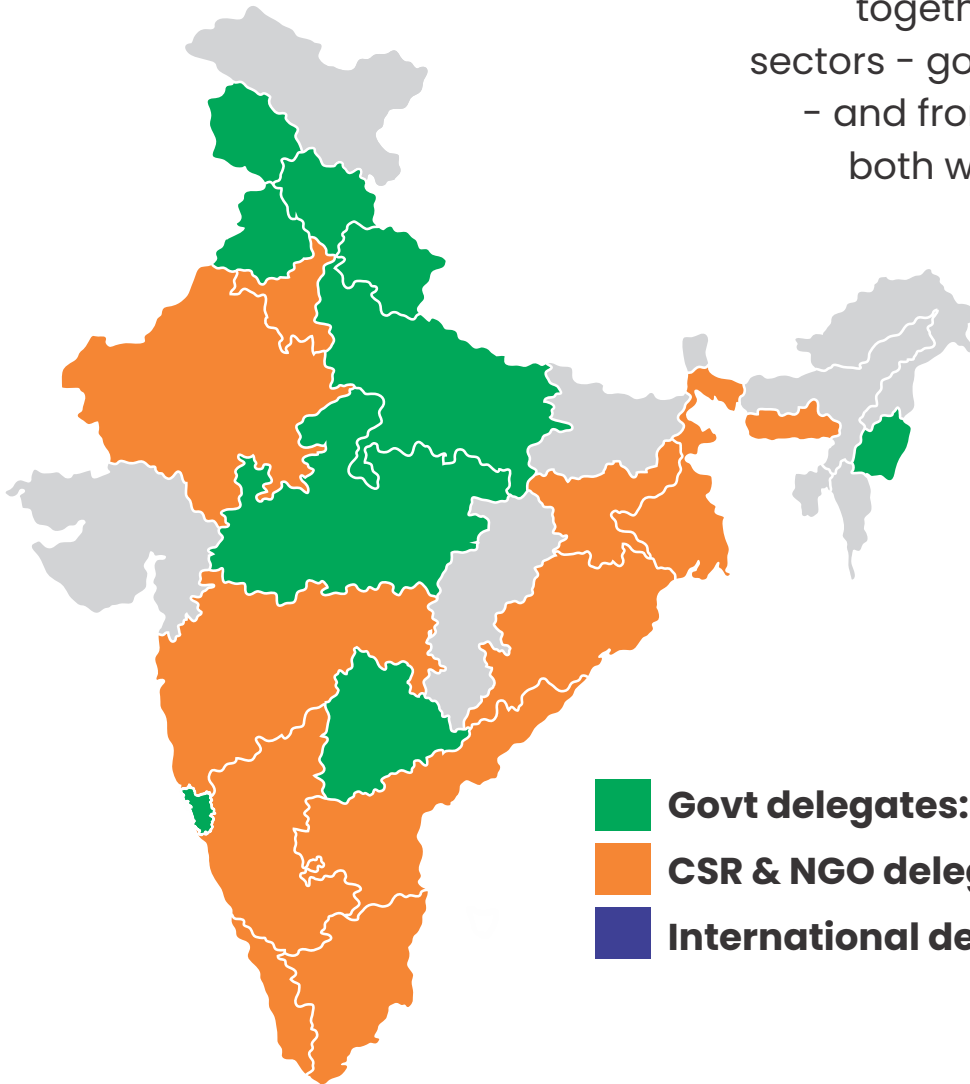 togeth
sectors - go
- and fro
both w
Govt delegates:
CSR & NGO deleg
International de